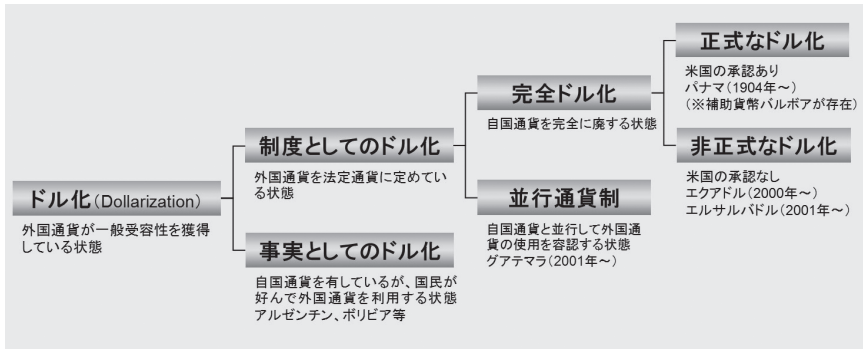 ドル化(Dollarization)
外国通貨が一般受容性を獲得
している状態
制度としてのドル化
外国通貨を法定通貨に定めてい
る状態
事実としてのドル化
自国通貨を有しているが、国民が
好んで外国通貨を利用する状態
アルゼンチン、ボリビア等
完全ドル化
自国通貨を完全に廃する状態
並行通貨制
自国通貨と並行して外国通
貨の使用を容認する状態
グアテマラ(2001年～)
正式なドル化
米国の承認あり
パナマ(1904年～)
(※補助貨幣バルボアが存在)
非正式なドル化
米国の承認なし
エクアドル(2000年～)
エルサルバドル(2001年～)